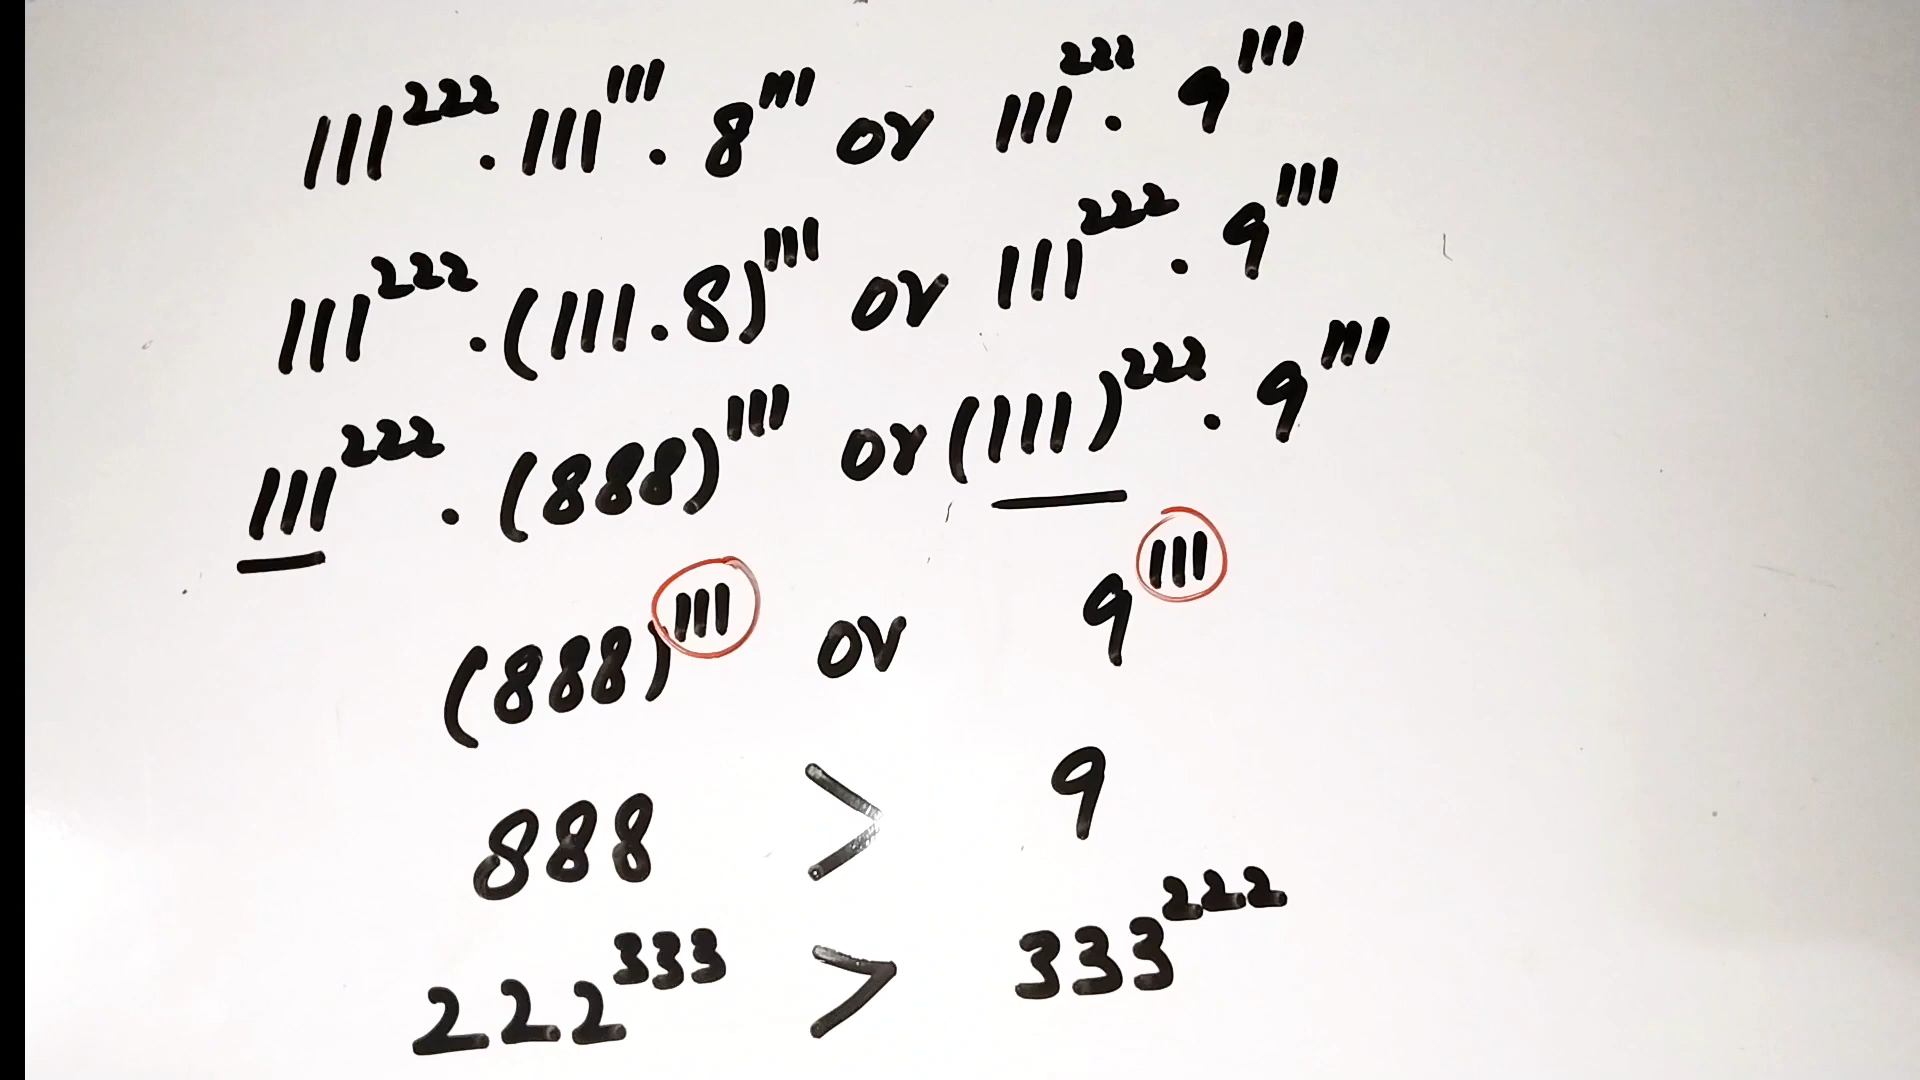 111^222 . 111^111 . 8^111 or 111^222 . 9^111
111^222 . (111.8)^111 or 111^222 . 9^111
111^222 . (888)^111 or (111)^222 . 9^111
(888)^111 or 9^111
888 > 9
222^333 > 333^222